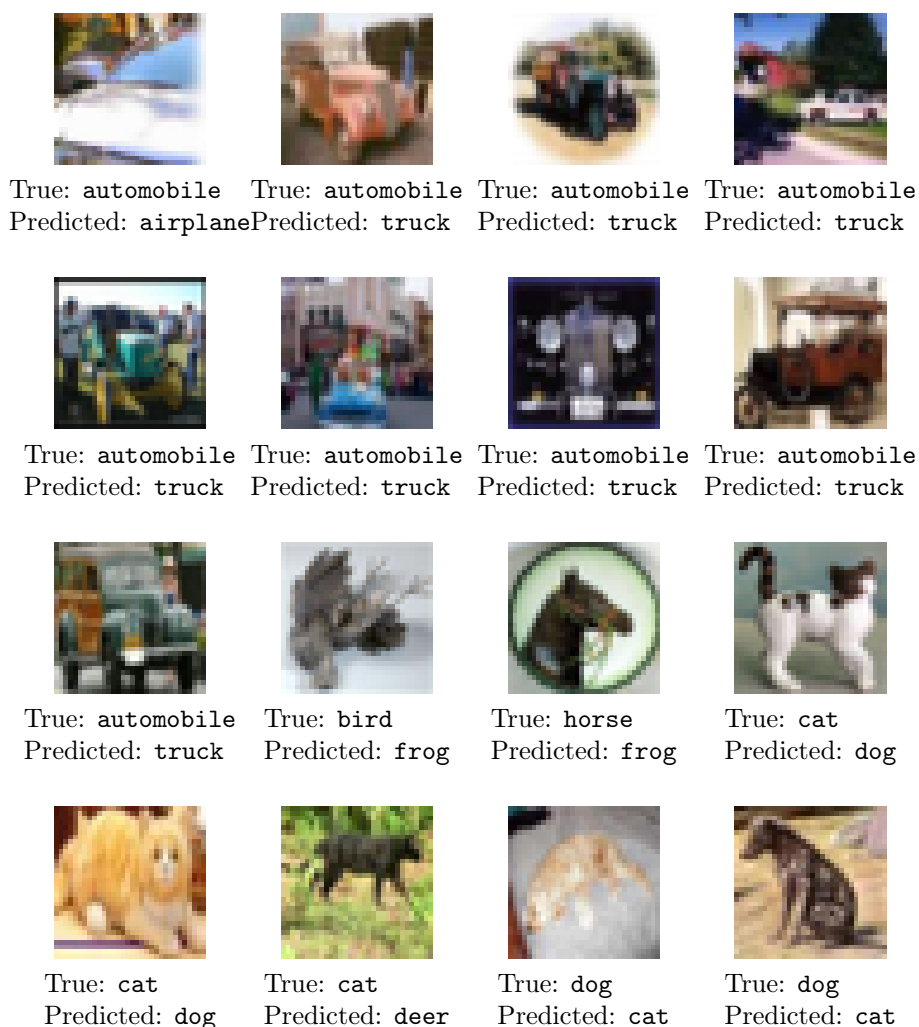 True: automobile True: automobile True: automobile True: automobile
Predicted: airplane Predicted: truck Predicted: truck Predicted: truck
True: automobile True: automobile True: automobile True: automobile
Predicted: truck Predicted: truck Predicted: truck Predicted: truck
True: automobile True: bird True: horse True: cat
Predicted: truck Predicted: frog Predicted: frog Predicted: dog
True: cat True: cat True: dog True: dog
Predicted: dog Predicted: deer Predicted: cat Predicted: cat